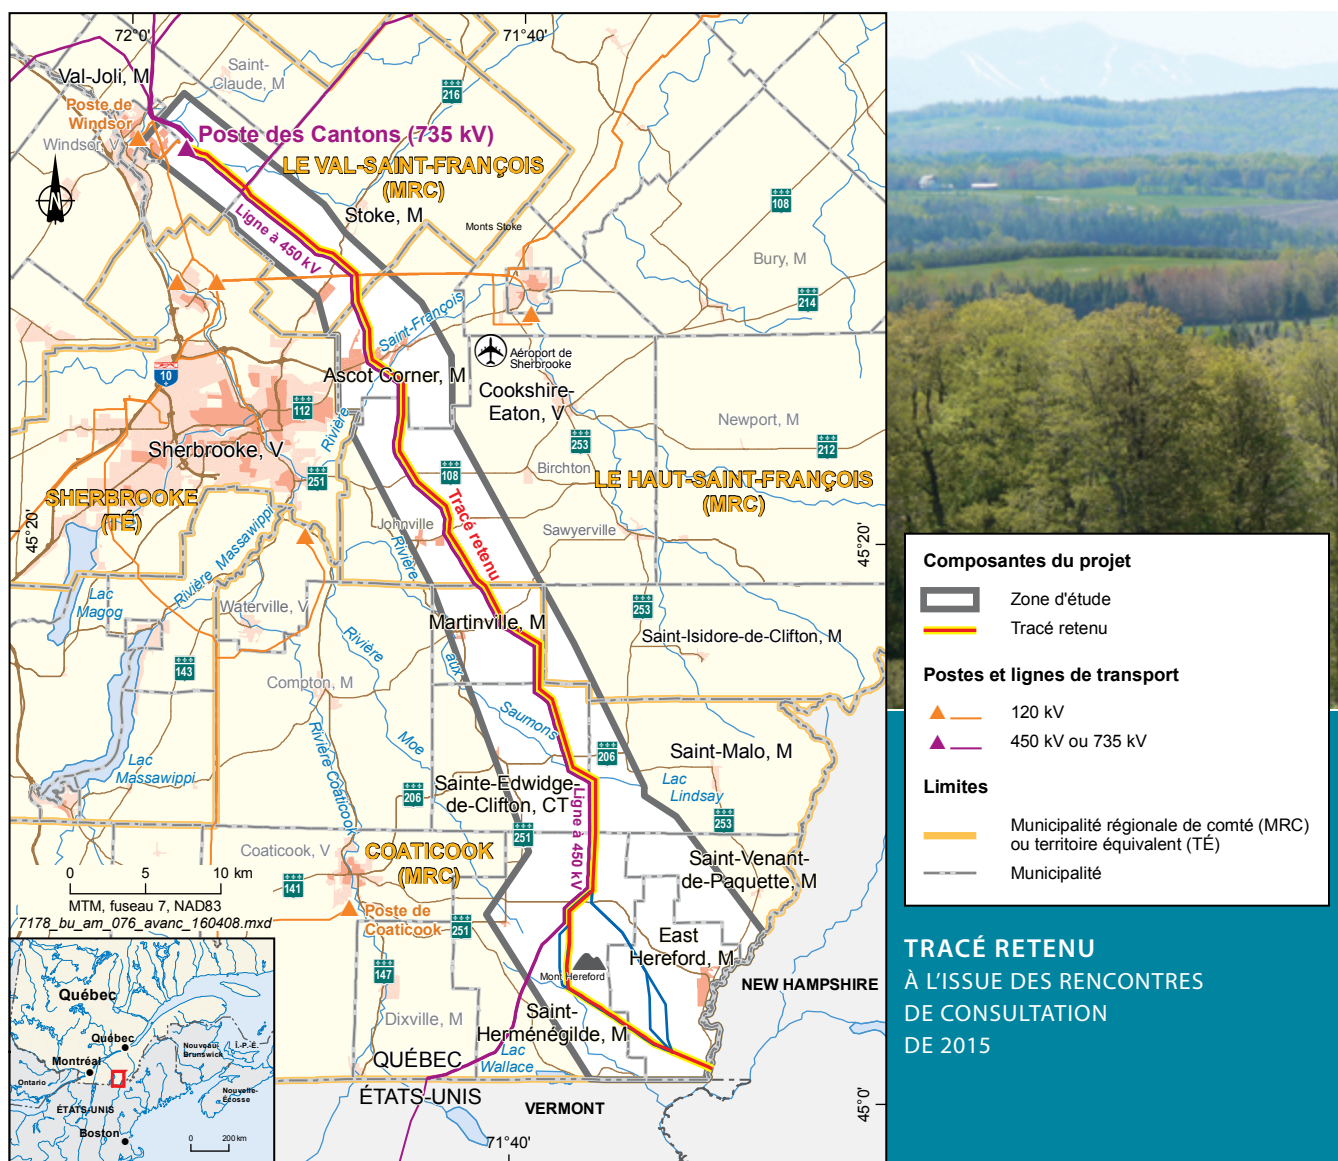 72°0'
71°40'
Val-Joli, M
Saint-
Claude, M
216
Poste de
Windsor
Windsor, V
Poste des Cantons (735 kV)
LE VAL-SAINT-FRANÇOIS
(MRC)
108
Stoke, M
Monts Stoke
Ligne à 450 kV
Bury, M
214
Saint-François
Rivière
Aéroport de
Sherbrooke
10
Ascot Corner, M
Cookshire-
Eaton, V
112
Newport, M
Sherbrooke, V
253
212
251
108
Birchton
LE HAUT-SAINT-FRANÇOIS
(MRC)
SHERBROOKE
(TÉ)
Tracé retenu
Johnville
Sawyerville
45°20'
45°20'
Rivière Massawippi
Rivière
aux
Saumons
Lac
Magog
Waterville, V
253
Martinville, M
Saint-Isidore-de-Clifton, M
Rivière
Moe
143
Compton, M
Rivière Coaticook
Lac
Massawippi
206
Saint-Malo, M
Lac
Lindsay
Sainte-Edwidge-
de-Clifton, CT
206
Ligne à 450 kV
253
251
Coaticook, V
COATICOOK
(MRC)
Saint-Venant-
de-Paquette, M
0 5 10 km
141
MTM, fuseau 7, NAD83
7178_bu_am_076_avanc_160408.mxd
Poste de
Coaticook
251
East
Hereford, M
147
Mont Hereford
NEW HAMPSHIRE
Dixville, M
Saint-
Herménégilde, M
QUÉBEC
Lac
Wallace
ÉTATS-UNIS
VERMONT
45°0'
71°40'
Québec
Québec
Montréal
Ontario
Nouveau-
Brunswick
Î.-P.-É.
Nouvelle-
Écosse
ÉTATS-UNIS
Boston
0 200 km
Composantes du projet
Zone d'étude
Tracé retenu
Postes et lignes de transport
120 kV
450 kV ou 735 kV
Limites
Municipalité régionale de comté (MRC)
ou territoire équivalent (TÉ)
Municipalité
TRACÉ RETENU
À L'ISSUE DES RENCONTRES
DE CONSULTATION
DE 2015